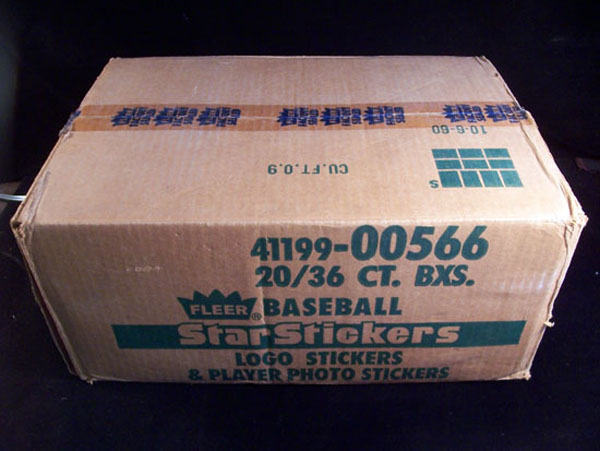 10-6-60
CU.FT.0.9
S
41199-00566
20/36 CT. BXS.
FLEER® BASEBALL
StarStickers
LOGO STICKERS
& PLAYER PHOTO STICKERS